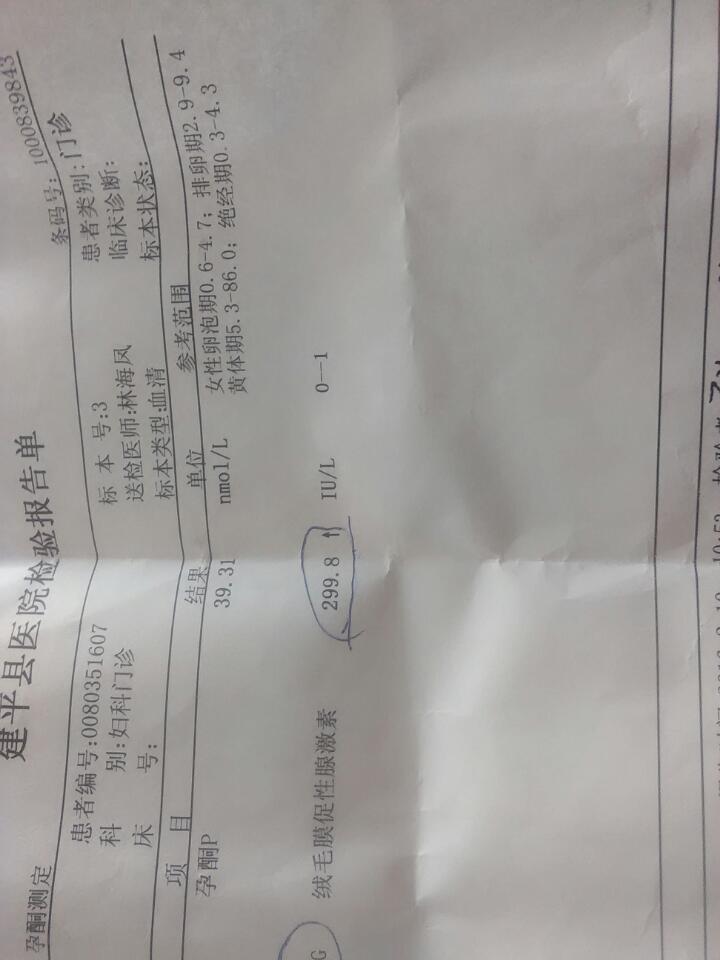 建平县医院检验报告单
孕酮测定 条码号: 1000839843
患者编号:0080351607 标 本 号:3 患者类别:门诊
科 别:妇科门诊 送检医师:林海凤 临床诊断:
床 号: 标本类型:血清 标本状态:
项 目 结果 单位 参考范围
孕酮P 39.31 nmol/L 女性卵泡期0.6-4.7; 排卵期2.9-9.4
黄体期5.3-86.0; 绝经期0.3-4.3
G 绒毛膜促性腺激素 299.8 ↑ IU/L 0--1